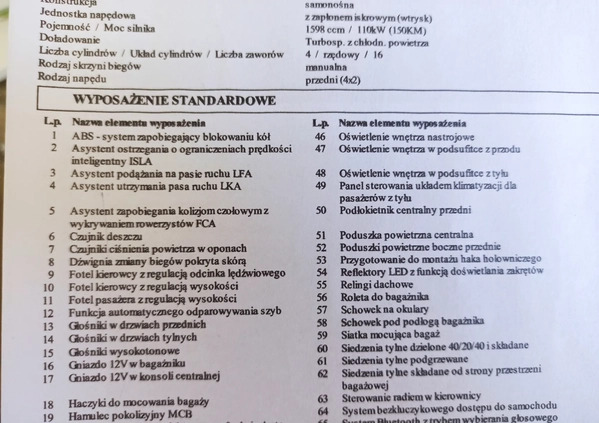 Konstrukcja samonośna
Jednostka napędowa z zapłonem iskrowym (wtrysk)
Pojemność / Moc silnika 1598 ccm / 110kW (150KM)
Doładowanie Turbosp. z chłodn. powietrza
Liczba cylindrów / Układ cylindrów / Liczba zaworów 4 / rzędowy / 16
Rodzaj skrzyni biegów manualna
Rodzaj napędu przedni (4x2)
WYPOSAŻENIE STANDARDOWE
L.p. Nazwa elementu wyposażenia
1 ABS - system zapobiegający blokowaniu kół
2 Asystent ostrzegania o ograniczeniach prędkości
inteligentny ISLA
3 Asystent podążania na pasie ruchu LFA
4 Asystent utrzymania pasa ruchu LKA
5 Asystent zapobiegania kolizjom czołowym z
wykrywaniem rowerzystów FCA
6 Czujnik deszczu
7 Czujniki ciśnienia powietrza w oponach
8 Dźwignia zmiany biegów pokryta skórą
9 Fotel kierowcy z regulacją odcinka lędźwiowego
10 Fotel kierowcy z regulacją wysokości
11 Fotel pasażera z regulacją wysokości
12 Funkcja automatycznego odparowywania szyb
13 Głośniki w drzwiach przednich
14 Głośniki w drzwiach tylnych
15 Głośniki wysokotonowe
16 Gniazdo 12V w bagażniku
17 Gniazdo 12V w konsoli centralnej
18 Haczyki do mocowania bagaży
19 Hamulec pokolizyjny MCB
L.p. Nazwa elementu wyposażenia
46 Oświetlenie wnętrza nastrojowe
47 Oświetlenie wnętrza w podsufitce z przodu
48 Oświetlenie wnętrza w podsufitce z tyłu
49 Panel sterowania układem klimatyzacji dla
pasażerów z tyłu
50 Podłokietnik centralny przedni
51 Poduszka powietrzna centralna
52 Poduszki powietrzne boczne przednie
53 Przygotowanie do montażu haka holowniczego
54 Reflektory LED z funkcją doświetlania zakrętów
55 Relingi dachowe
56 Roleta do bagażnika
57 Schowek na okulary
58 Schowek pod podłogą bagażnika
59 Siatka mocująca bagaż
60 Siedzenia tylne dzielone 40/20/40 i składane
61 Siedzenia tylne podgrzewane
62 Siedzenia tylne składane od strony przestrzeni
bagażowej
63 Sterowanie radiem w kierownicy
64 System bezkluczykowego dostępu do samochodu
65 System Bluetooth z trybem wybierania głosowego